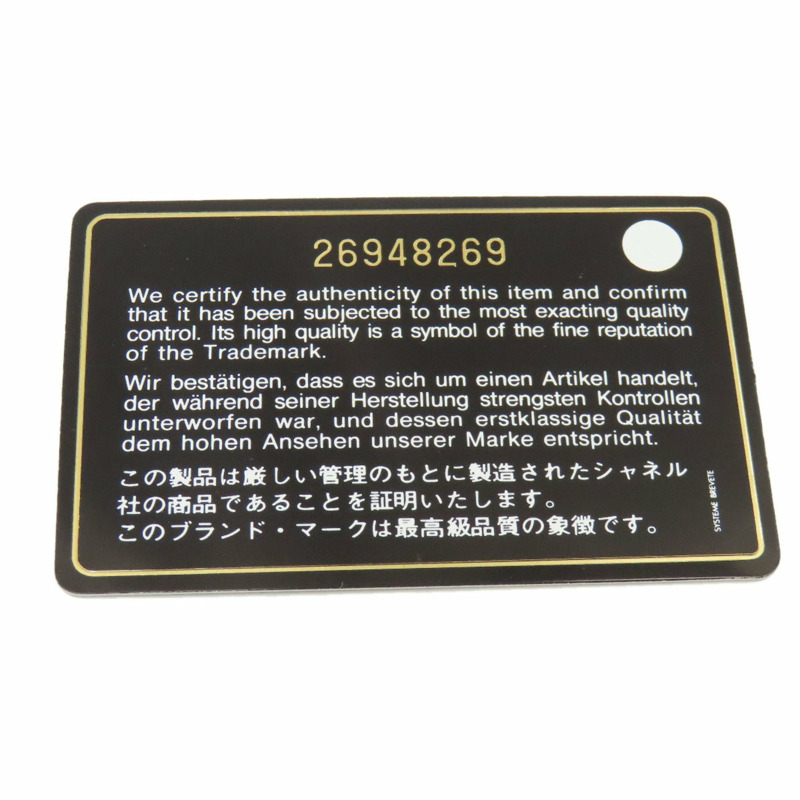 26948269
We certify the authenticity of this item and confirm
that it has been subjected to the most exacting quality
control. Its high quality is a symbol of the fine reputation
of the Trademark.
Wir bestätigen, dass es sich um einen Artikel handelt,
der während seiner Herstellung strengsten Kontrollen
unterworfen war, und dessen erstklassige Qualität
dem hohen Ansehen unserer Marke entspricht.
この製品は厳しい管理のもとに製造されたシャネル
社の商品であることを証明いたします。
このブランド・マークは最高級品質の象徴です。
SYSTEME BREVETE